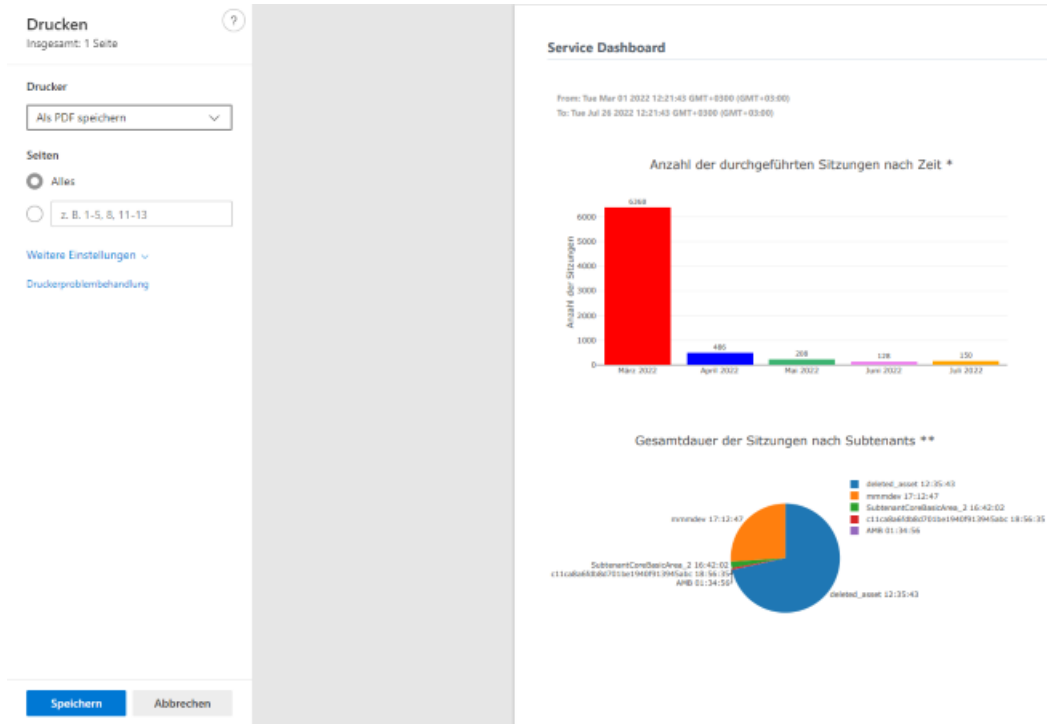 Drucken
?
Insgesamt: 1 Seite
Drucker
Als PDF speichern
Seiten
Alles
z. B. 1-5, 8, 11-13
Weitere Einstellungen
Druckerproblembehandlung
Speichern
Abbrechen
Service Dashboard
From: Tue Mar 01 2022 12:21:43 GMT+0300 (GMT+03:00)
To: Tue Jul 26 2022 12:21:43 GMT+0300 (GMT+03:00)
Anzahl der durchgeführten Sitzungen nach Zeit *
Anzahl der Sitzungen
6000
5000
4000
3000
2000
1000
0
6368
486
208
128
150
März 2022
April 2022
Mai 2022
Juni 2022
Juli 2022
Gesamtdauer der Sitzungen nach Subtenants **
deleted_asset 12:35:43
mmmdev 17:12:47
SubtenantCoreBasicArea_2 16:42:02
AMB 01:34:56
mmmdev 17:12:47
SubtenantCoreBasicArea_2 16:42:02
AMB 01:34:56
deleted_asset 12:35:43